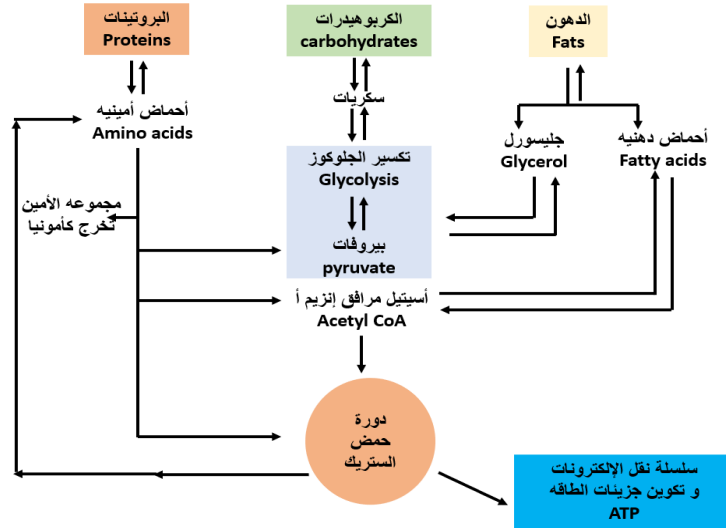 البروتينات
Proteins
الكربوهيدرات
carbohydrates
الدهون
Fats
سكريات
أحماض أمينيه
Amino acids
تكسير الجلوكوز
Glycolysis
جليسورل
Glycerol
أحماض دهنيه
Fatty acids
مجموعه الأمين
تخرج كأمونيا
بيروفات
pyruvate
أسيتيل مرافق إنزيم أ
Acetyl CoA
دورة
حمض
الستريك
سلسلة نقل الإلكترونات
و تكوين جزيئات الطاقه
ATP